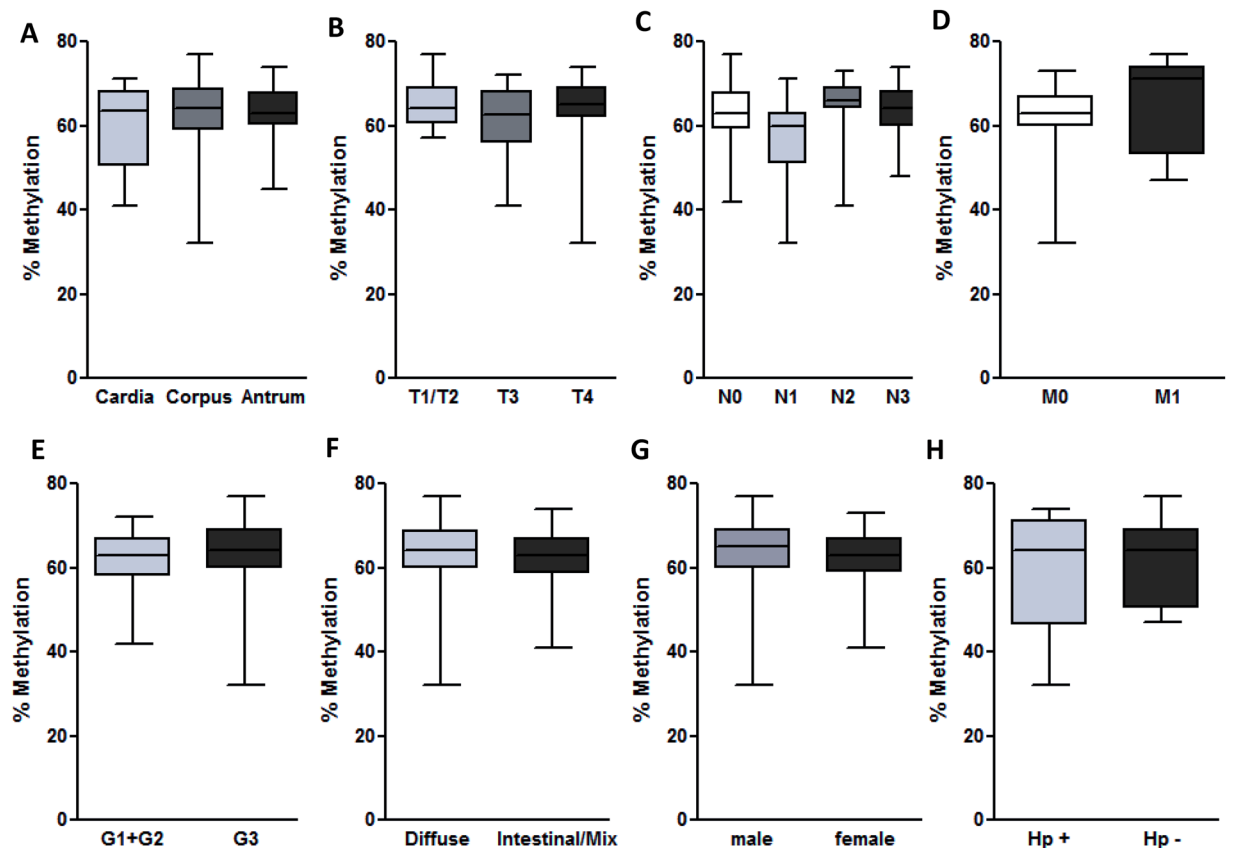 A
% Methylation
80
60
40
20
0
Cardia Corpus Antrum
B
% Methylation
80
60
40
20
0
T1/T2 T3 T4
C
% Methylation
80
60
40
20
0
N0 N1 N2 N3
D
% Methylation
80
60
40
20
0
M0 M1
E
% Methylation
80
60
40
20
0
G1+G2 G3
F
% Methylation
80
60
40
20
0
Diffuse Intestinal/Mix
G
% Methylation
80
60
40
20
0
male female
H
% Methylation
80
60
40
20
0
Hp + Hp -